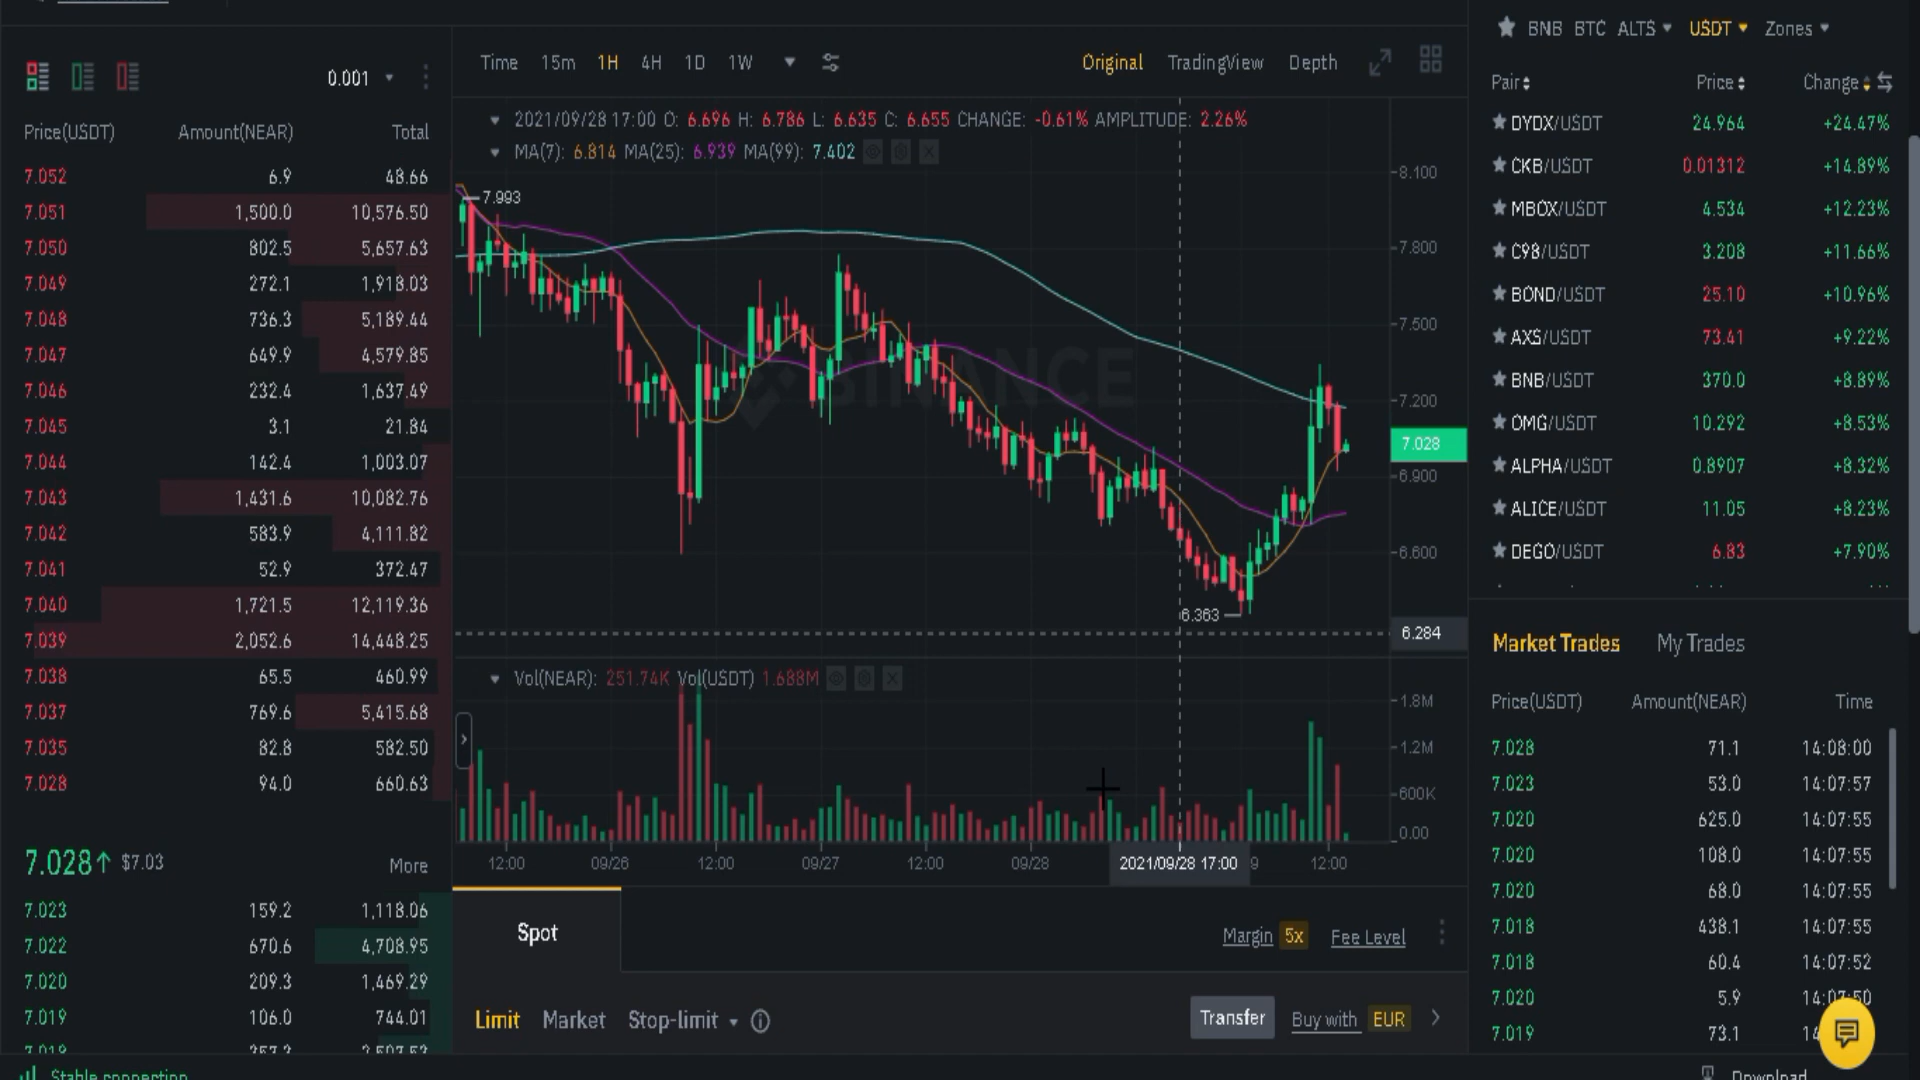 0.001
Price(USDT) Amount(NEAR) Total
7.052 6.9 48.66
7.051 1,500.0 10,576.50
7.050 802.5 5,657.63
7.049 272.1 1,918.03
7.048 736.3 5,189.44
7.047 649.9 4,579.85
7.046 232.4 1,637.49
7.045 3.1 21.84
7.044 142.4 1,003.07
7.043 1,431.6 10,082.76
7.042 583.9 4,111.82
7.041 52.9 372.47
7.040 1,721.5 12,119.36
7.039 2,052.6 14,448.25
7.038 65.5 460.99
7.037 769.6 5,415.68
7.035 82.8 582.50
7.028 94.0 660.63
7.028↑ $7.03 More
7.023 159.2 1,118.06
7.022 670.6 4,708.95
7.020 209.3 1,469.29
7.019 106.0 744.01
Stable connection
Time 15m 1H 4H 1D 1W Original TradingView Depth
2021/09/28 17:00 O: 6.696 H: 6.786 L: 6.635 C: 6.655 CHANGE: -0.61% AMPLITUDE: 2.26%
MA(7): 6.814 MA(25): 6.939 MA(99): 7.402
7.993
BINANCE
6.363
8.100
7.800
7.500
7.200
7.028
6.900
6.600
6.284
Vol(NEAR): 251.74K Vol(USDT) 1.688M
1.8M
1.2M
600K
0.00
12:00 09/26 12:00 09/27 12:00 09/28 2021/09/28 17:00 9 12:00
Spot Margin 5x Fee Level
Limit Market Stop-limit Transfer Buy with EUR
BNB BTC ALTS USDT Zones
Pair Price Change
DYDX/USDT 24.964 +24.47%
CKB/USDT 0.01312 +14.89%
MBOX/USDT 4.534 +12.23%
C98/USDT 3.208 +11.66%
BOND/USDT 25.10 +10.96%
AXS/USDT 73.41 +9.22%
BNB/USDT 370.0 +8.89%
OMG/USDT 10.292 +8.53%
ALPHA/USDT 0.8907 +8.32%
ALICE/USDT 11.05 +8.23%
DEGO/USDT 6.83 +7.90%
Market Trades My Trades
Price(USDT) Amount(NEAR) Time
7.028 71.1 14:08:00
7.023 53.0 14:07:57
7.020 625.0 14:07:55
7.020 108.0 14:07:55
7.020 68.0 14:07:55
7.018 438.1 14:07:55
7.018 60.4 14:07:52
7.020 5.9 14:07:50
7.019 73.1 14
Download